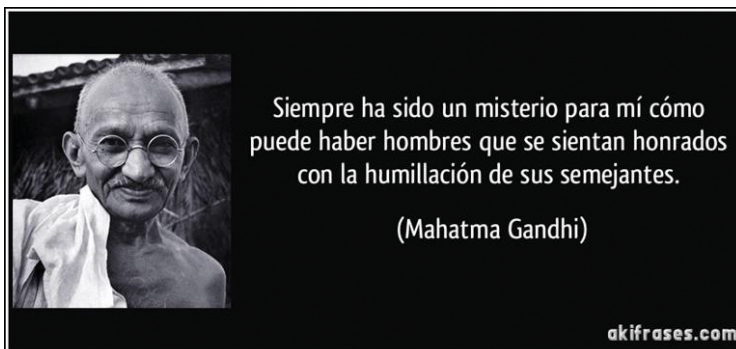 Siempre ha sido un misterio para mí cómo
puede haber hombres que se sientan honrados
con la humillación de sus semejantes.
(Mahatma Gandhi)
akifrases.com